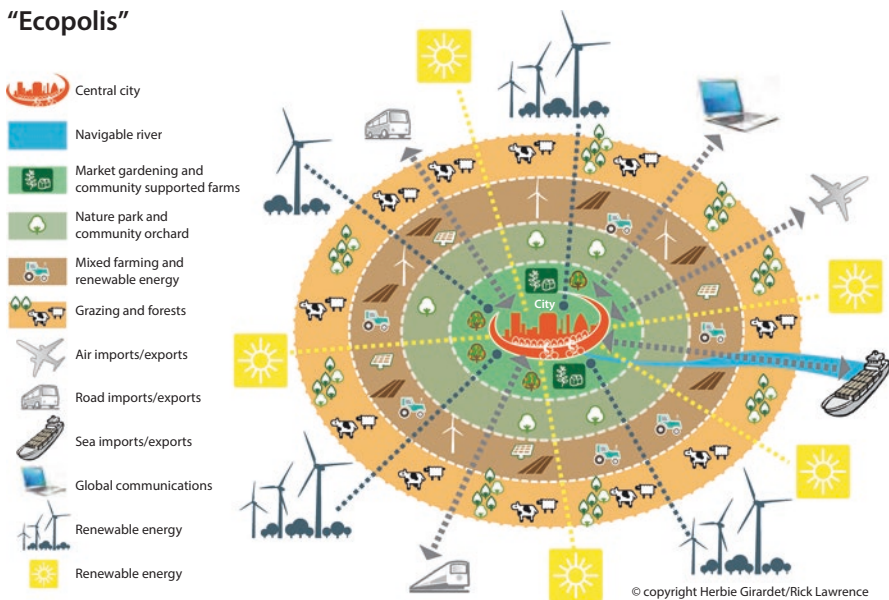 “Ecopolis”
Central city
Navigable river
Market gardening and
community supported farms
Nature park and
community orchard
Mixed farming and
renewable energy
Grazing and forests
Air imports/exports
Road imports/exports
Sea imports/exports
Global communications
Renewable energy
Renewable energy
City
© copyright Herbie Girardet/Rick Lawrence